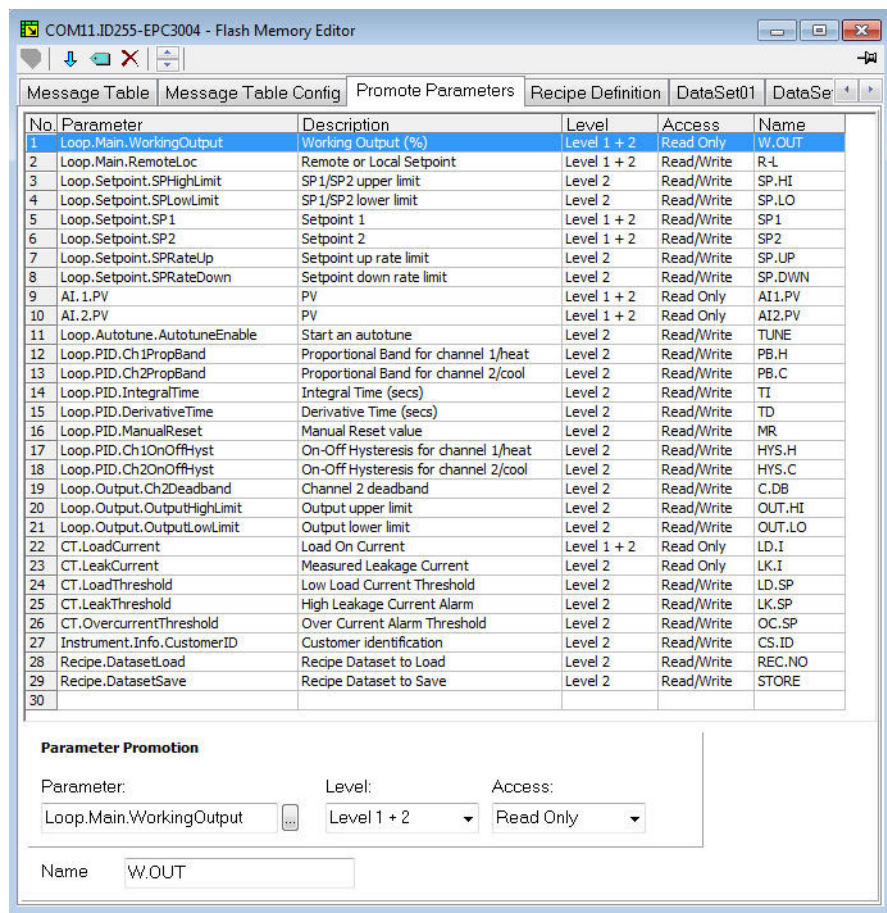 COM11.ID255-EPC3004 - Flash Memory Editor
Message Table Message Table Config Promote Parameters Recipe Definition DataSet01 DataSe
No. Parameter Description Level Access Name
1 Loop.Main.WorkingOutput Working Output (%) Level 1 + 2 Read Only W.OUT
2 Loop.Main.RemoteLoc Remote or Local Setpoint Level 1 + 2 Read/Write R-L
3 Loop.Setpoint.SPHighLimit SP1/SP2 upper limit Level 2 Read/Write SP.HI
4 Loop.Setpoint.SPLowLimit SP1/SP2 lower limit Level 2 Read/Write SP.LO
5 Loop.Setpoint.SP1 Setpoint 1 Level 1 + 2 Read/Write SP1
6 Loop.Setpoint.SP2 Setpoint 2 Level 1 + 2 Read/Write SP2
7 Loop.Setpoint.SPRateUp Setpoint up rate limit Level 2 Read/Write SP.UP
8 Loop.Setpoint.SPRateDown Setpoint down rate limit Level 2 Read/Write SP.DWN
9 AI.1.PV PV Level 1 + 2 Read Only AI1.PV
10 AI.2.PV PV Level 1 + 2 Read Only AI2.PV
11 Loop.Autotune.AutotuneEnable Start an autotune Level 2 Read/Write TUNE
12 Loop.PID.Ch1PropBand Proportional Band for channel 1/heat Level 2 Read/Write PB.H
13 Loop.PID.Ch2PropBand Proportional Band for channel 2/cool Level 2 Read/Write PB.C
14 Loop.PID.IntegralTime Integral Time (secs) Level 2 Read/Write TI
15 Loop.PID.DerivativeTime Derivative Time (secs) Level 2 Read/Write TD
16 Loop.PID.ManualReset Manual Reset value Level 2 Read/Write MR
17 Loop.PID.Ch1OnOffHyst On-Off Hysteresis for channel 1/heat Level 2 Read/Write HYS.H
18 Loop.PID.Ch2OnOffHyst On-Off Hysteresis for channel 2/cool Level 2 Read/Write HYS.C
19 Loop.Output.Ch2Deadband Channel 2 deadband Level 2 Read/Write C.DB
20 Loop.Output.OutputHighLimit Output upper limit Level 2 Read/Write OUT.HI
21 Loop.Output.OutputLowLimit Output lower limit Level 2 Read/Write OUT.LO
22 CT.LoadCurrent Load On Current Level 1 + 2 Read Only LD.I
23 CT.LeakCurrent Measured Leakage Current Level 2 Read Only LK.I
24 CT.LoadThreshold Low Load Current Threshold Level 2 Read/Write LD.SP
25 CT.LeakThreshold High Leakage Current Alarm Level 2 Read/Write LK.SP
26 CT.OvercurrentThreshold Over Current Alarm Threshold Level 2 Read/Write OC.SP
27 Instrument.Info.CustomerID Customer identification Level 2 Read/Write CS.ID
28 Recipe.DatasetLoad Recipe Dataset to Load Level 2 Read/Write REC.NO
29 Recipe.DatasetSave Recipe Dataset to Save Level 2 Read/Write STORE
30
Parameter Promotion
Parameter: Level: Access:
Loop.Main.WorkingOutput ... Level 1 + 2 Read Only
Name W.OUT